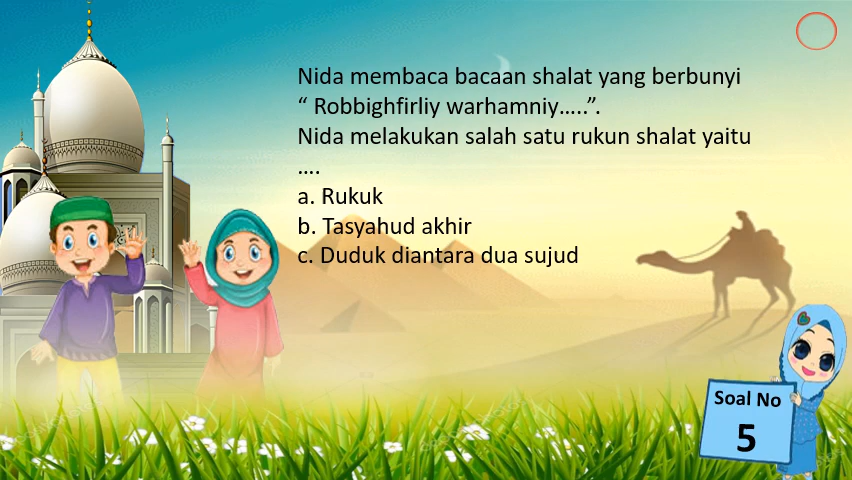 Nida membaca bacaan shalat yang berbunyi
“ Robbighfirliy warhamniy…..”.
Nida melakukan salah satu rukun shalat yaitu
….
a. Rukuk
b. Tasyahud akhir
c. Duduk diantara dua sujud
Soal No
5